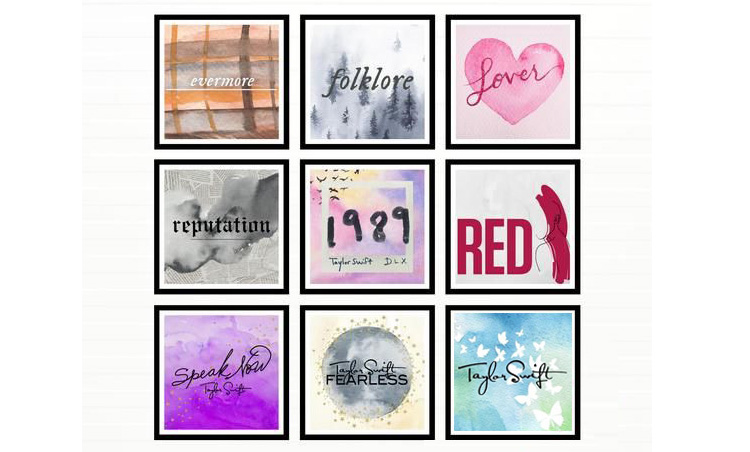 evermore
folklore
Lover
reputation
1989
Taylor Swift D L X
RED
Speak Now
Taylor Swift
Taylor Swift
FEARLESS
Taylor Swift